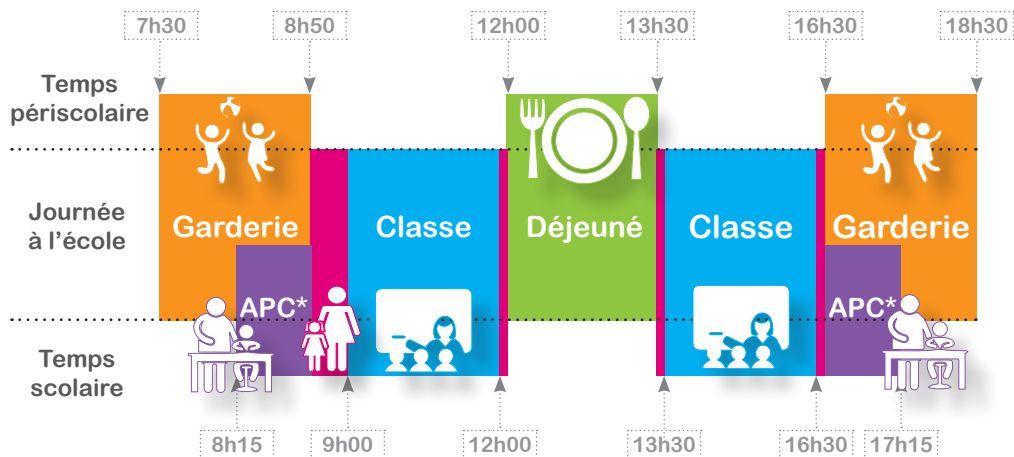 7h30 8h50 12h00 13h30 16h30 18h30
Temps
périscolaire
Journée
à l’école
Garderie Classe Déjeuné Classe Garderie
APC* APC*
Temps
scolaire
8h15 9h00 12h00 13h30 16h30 17h15